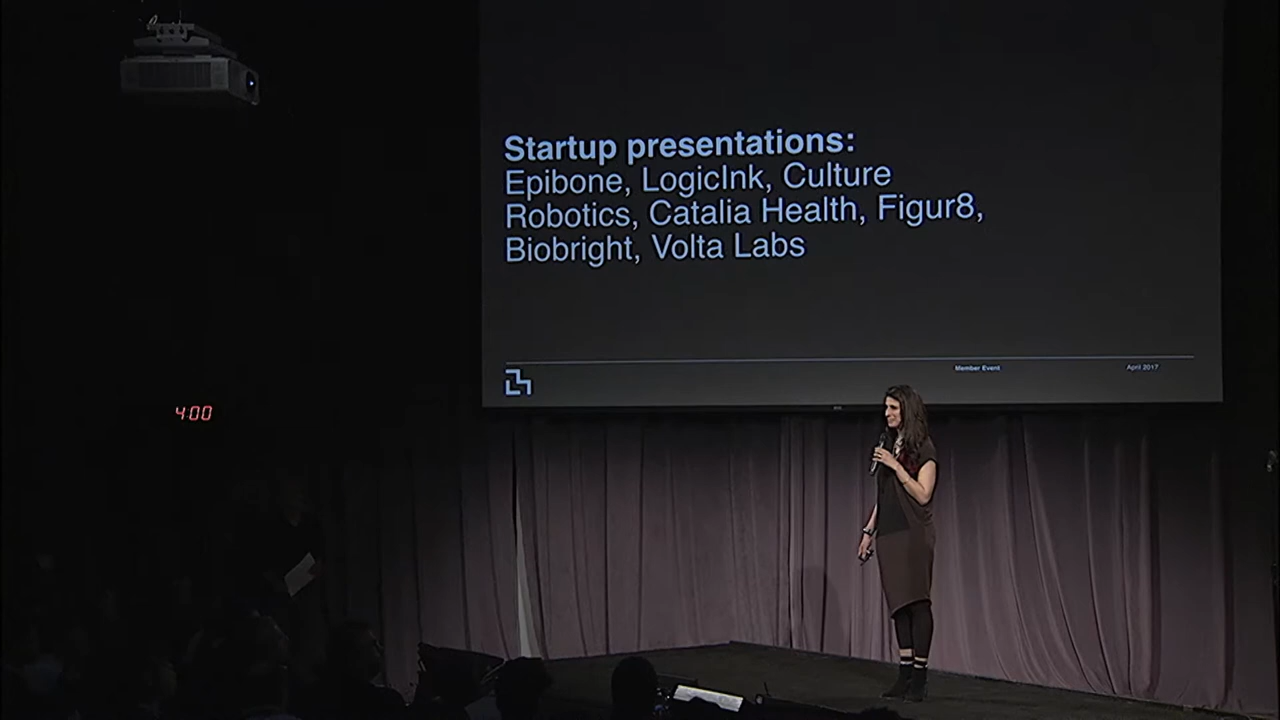 Startup presentations:
Epibone, LogicInk, Culture
Robotics, Catalia Health, Figur8,
Biobright, Volta Labs
Member Event
April 2017
4:00